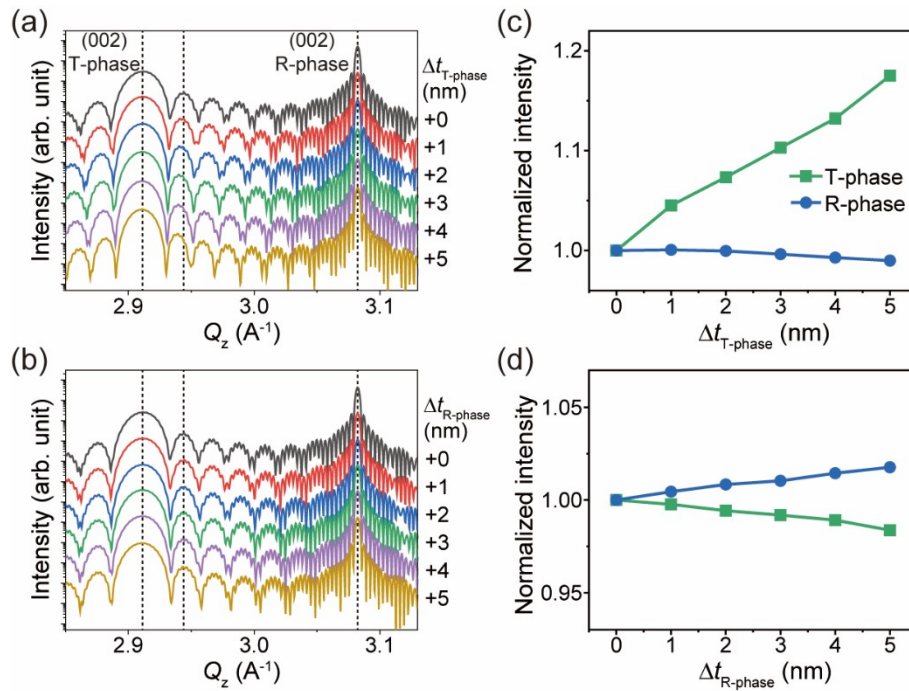 (a)
(002)
T-phase
(002)
R-phase
Δt_T-phase
(nm)
+0
+1
+2
+3
+4
+5
Intensity (arb. unit)
2.9
3.0
3.1
Q_z (A⁻¹)
(c)
Normalized intensity
1.2
1.1
1.0
T-phase
R-phase
0
1
2
3
4
5
Δt_T-phase (nm)
(b)
Δt_R-phase
(nm)
+0
+1
+2
+3
+4
+5
Intensity (arb. unit)
2.9
3.0
3.1
Q_z (A⁻¹)
(d)
Normalized intensity
1.05
1.00
0.95
0
1
2
3
4
5
Δt_R-phase (nm)